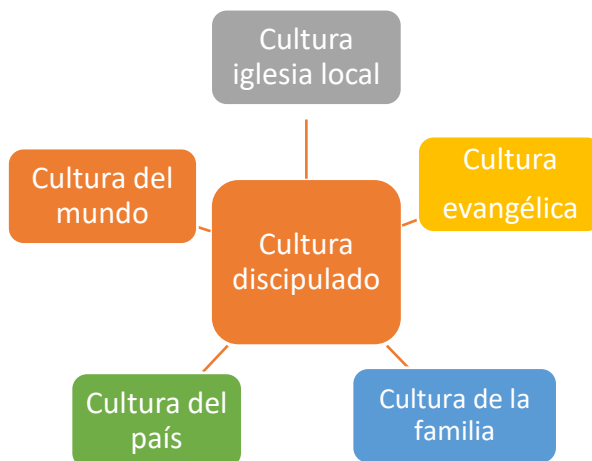 Cultura
iglesia local
Cultura del
mundo
Cultura
evangélica
Cultura
discipulado
Cultura del
país
Cultura de la
familia